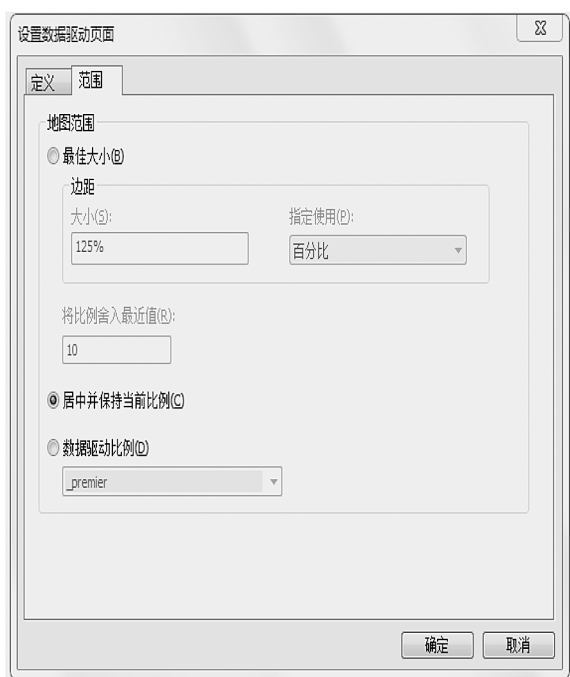 设置数据驱动页面
定义 范围
地图范围
最佳大小(B)
边距
大小(S): 指定使用(P):
125% 百分比
将比例舍入最近值(R):
10
居中并保持当前比例(C)
数据驱动比例(D)
_premier
确定 取消